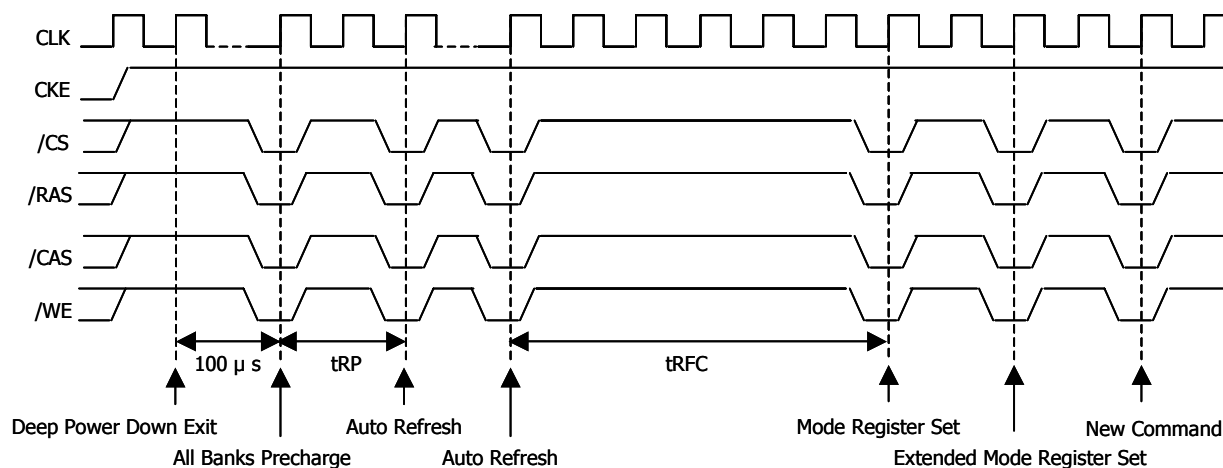 CLK
CKE
/CS
/RAS
/CAS
/WE
100 µ s
tRP
tRFC
Deep Power Down Exit
Auto Refresh
Mode Register Set
New Command
All Banks Precharge
Auto Refresh
Extended Mode Register Set